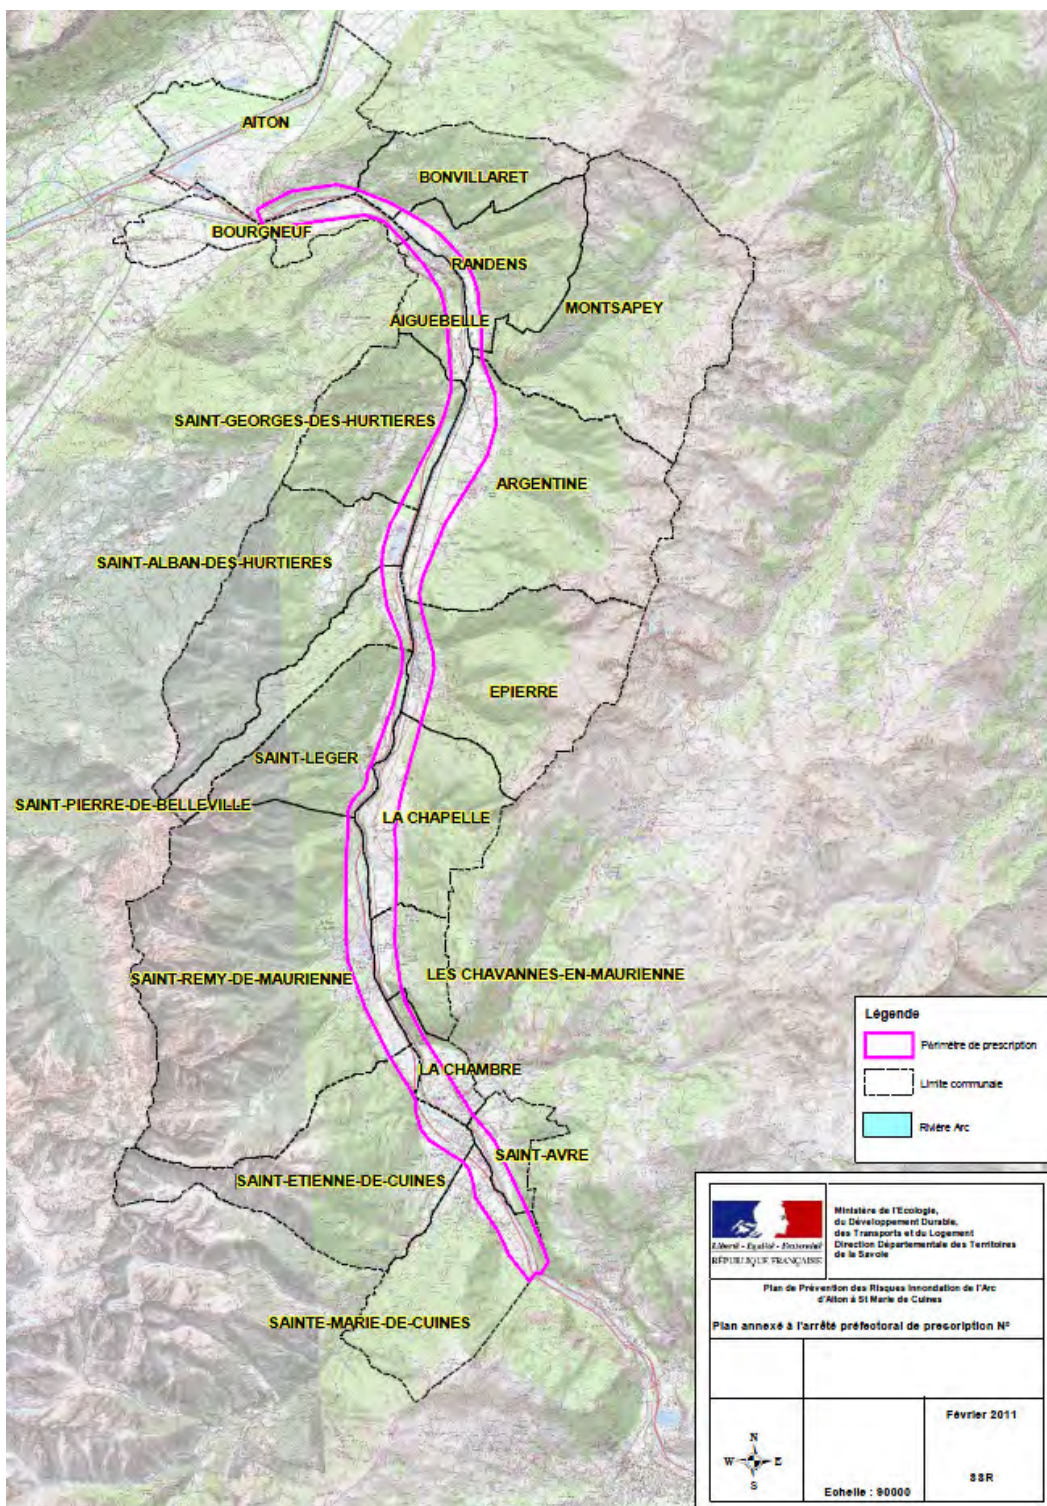 AITON
BONVILLARET
BOURGNEUF
RANDENS
AIGUEBELLE
MONTSAPEY
SAINT-GEORGES-DES-HURTIERES
ARGENTINE
SAINT-ALBAN-DES-HURTIERES
EPIERRE
SAINT-LEGER
SAINT-PIERRE-DE-BELLEVILLE
LA CHAPELLE
SAINT-REMY-DE-MAURIENNE
LES CHAVANNES-EN-MAURIENNE
LA CHAMBRE
SAINT-AVRE
SAINT-ETIENNE-DE-CUINES
SAINTE-MARIE-DE-CUINES
Légende
Périmètre de prescription
Limite communale
Rivière Arc
Liberté • Égalité • Fraternité
RÉPUBLIQUE FRANÇAISE
Ministère de l'Ecologie,
du Développement Durable,
des Transports et du Logement
Direction Départementale des Territoires
de la Savoie
Plan de Prévention des Risques Innondation de l'Arc
d'Aiton à St Marie de Cuines
Plan annexé à l'arrêté préfectoral de prescription N°
Février 2011
N
W E
S
Echelle : 90000
SSR